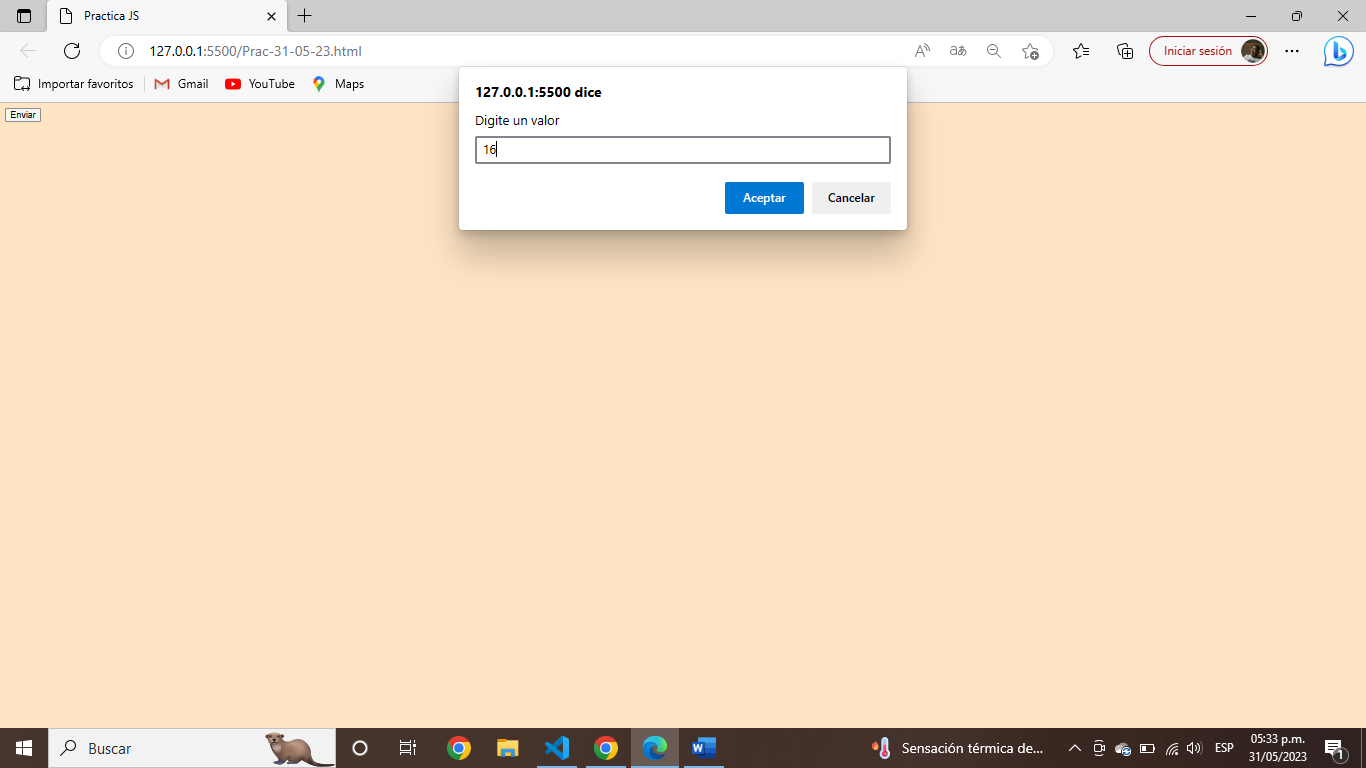 Practica JS
127.0.0.1:5500/Prac-31-05-23.html
Iniciar sesión
Importar favoritos
Gmail
YouTube
Maps
127.0.0.1:5500 dice
Digite un valor
16
Aceptar
Cancelar
Enviar
Buscar
Sensación térmica de...
ESP
05:33 p.m.
31/05/2023
1